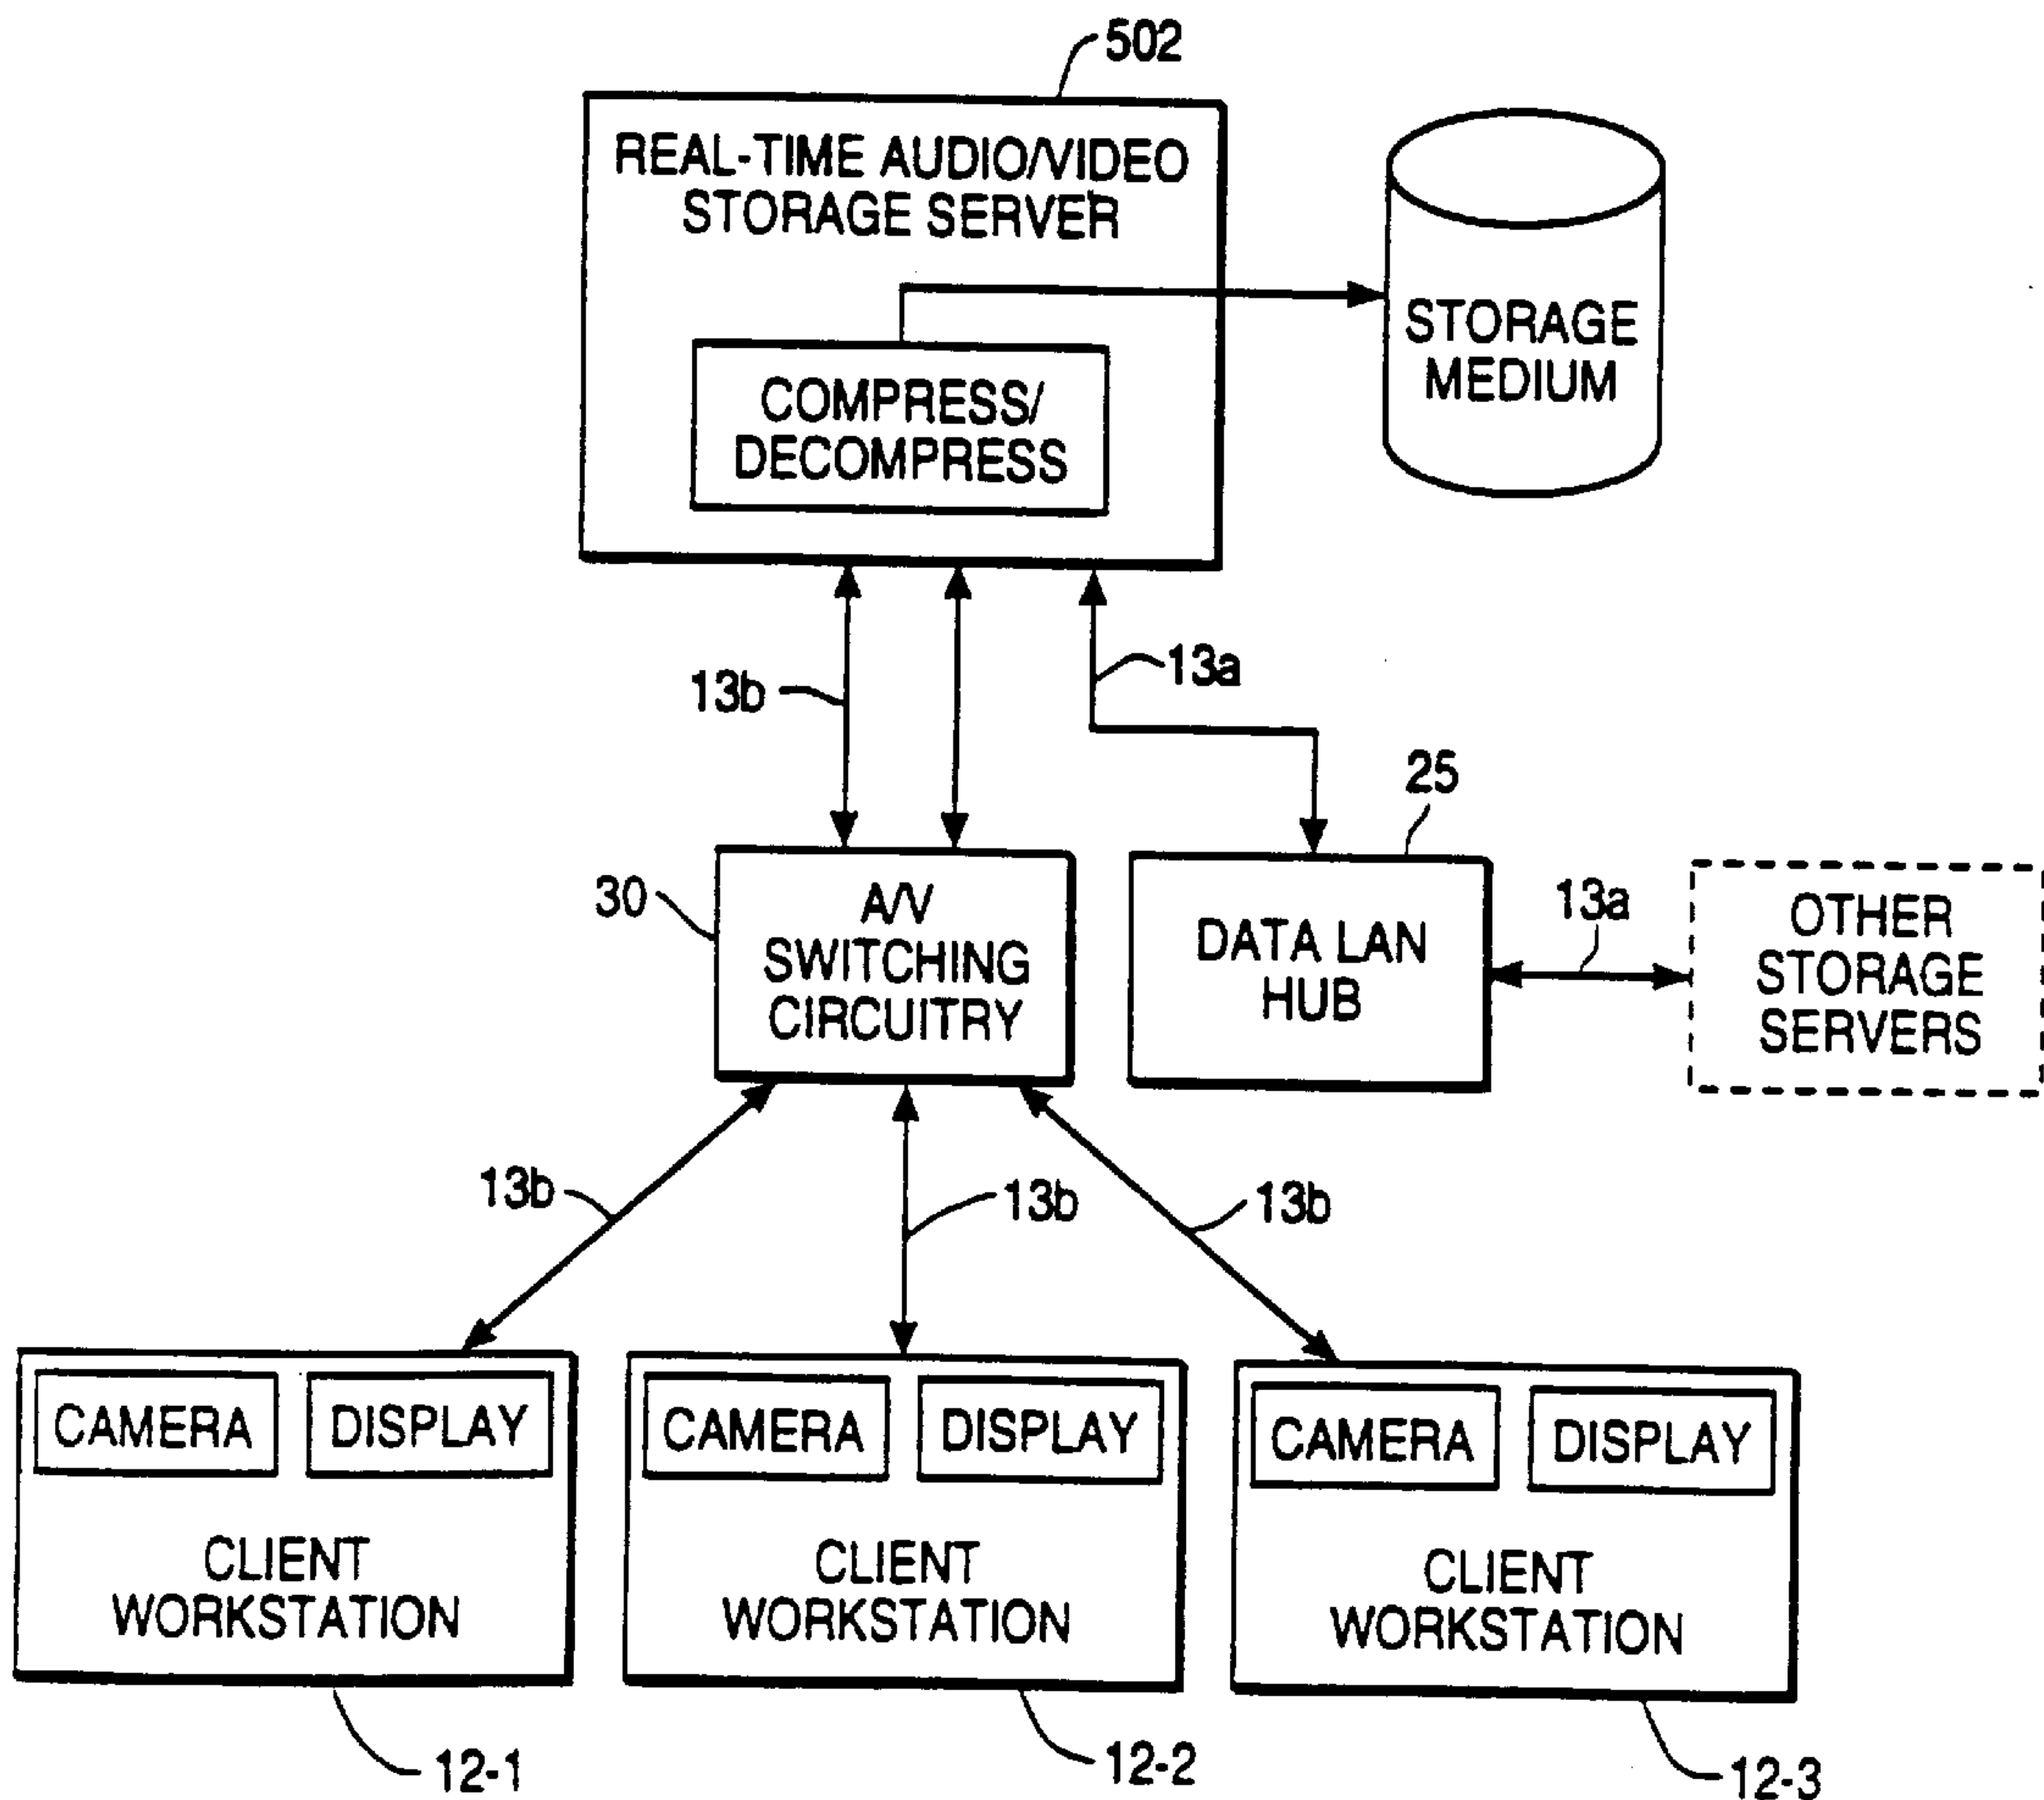 502
REAL-TIME AUDIO/VIDEO
STORAGE SERVER
COMPRESS/
DECOMPRESS
STORAGE
MEDIUM
13b
13a
25
30
A/V
SWITCHING
CIRCUITRY
DATA LAN
HUB
13a
OTHER
STORAGE
SERVERS
13b
13b
13b
CAMERA
DISPLAY
CLIENT
WORKSTATION
CAMERA
DISPLAY
CLIENT
WORKSTATION
CAMERA
DISPLAY
CLIENT
WORKSTATION
12-1
12-2
12-3